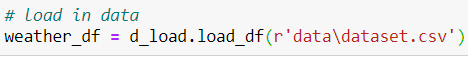 # load in data
weather_df = d_load.load_df(r'data\dataset.csv')